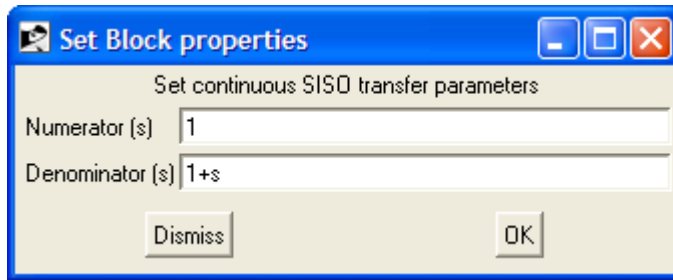 Set Block properties
Set continuous SISO transfer parameters
Numerator (s) 1
Denominator (s) 1+s
Dismiss OK